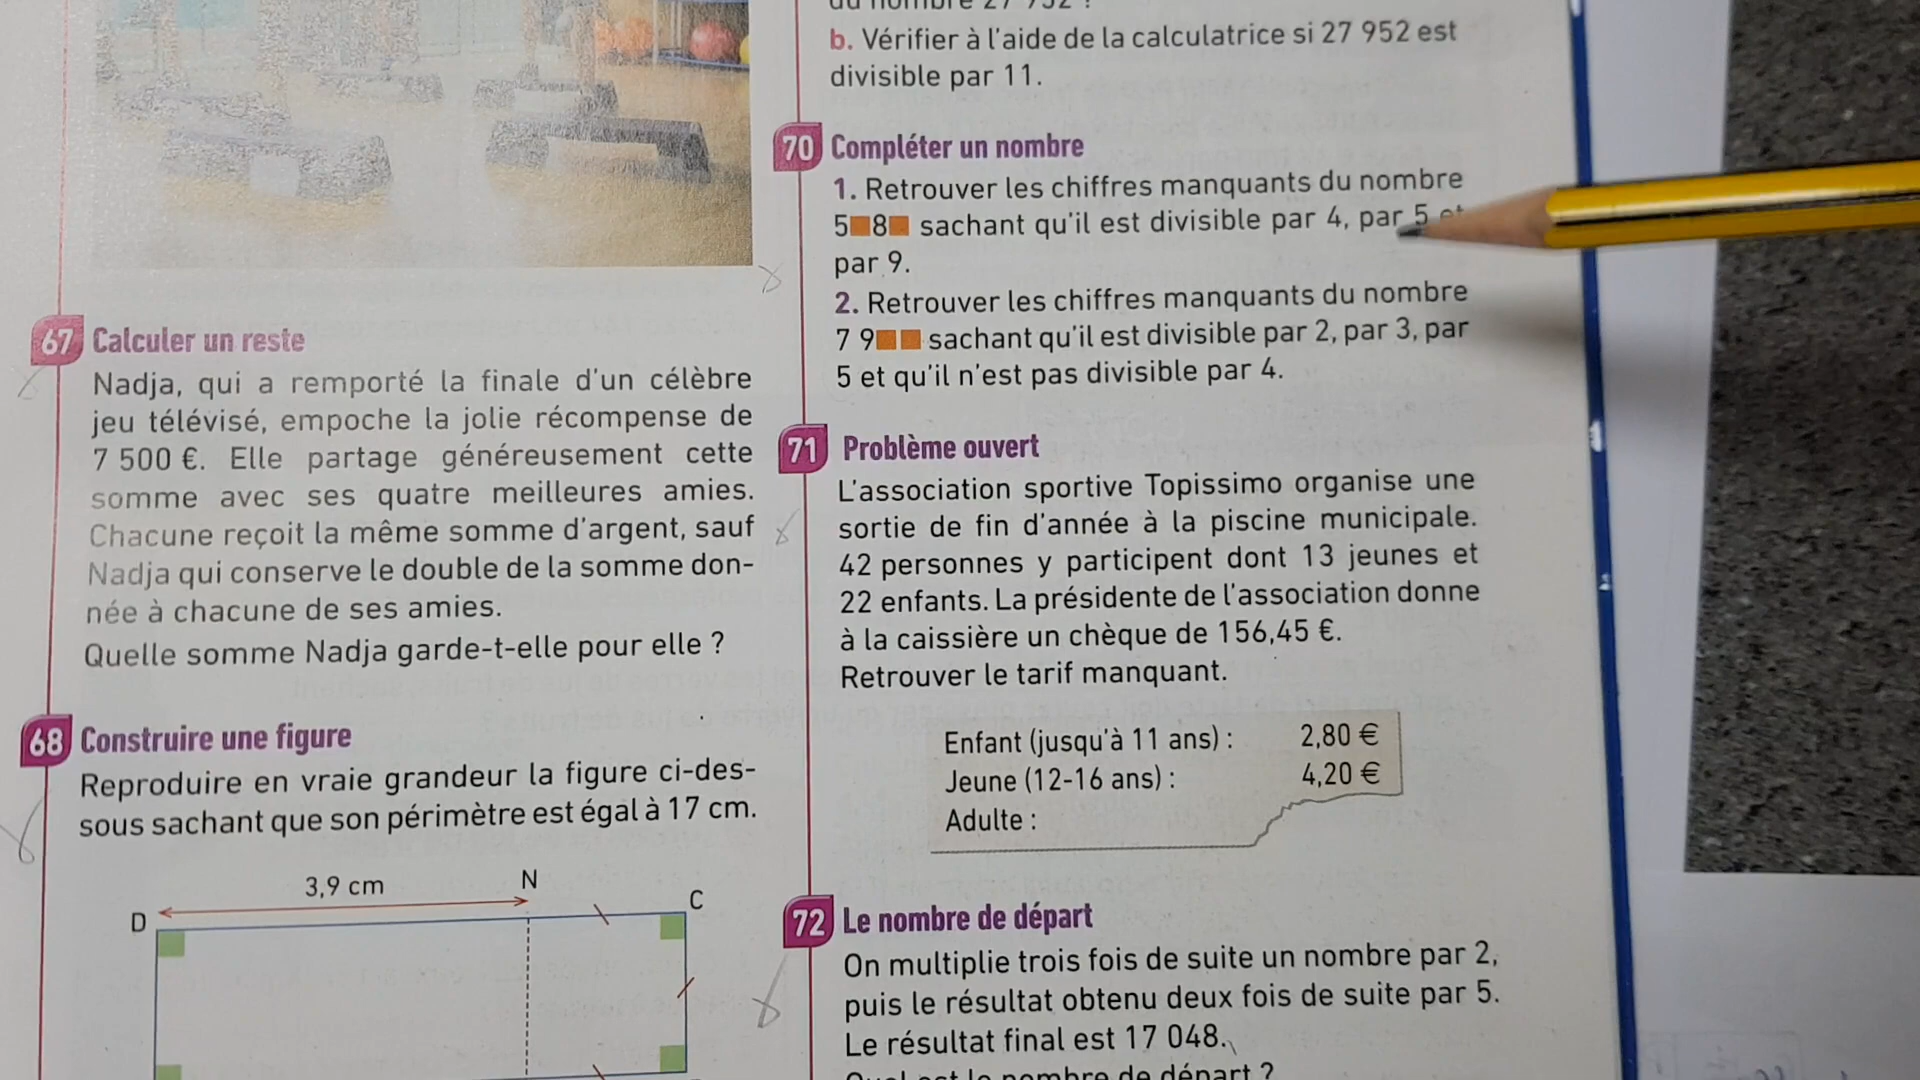 67 Calculer un reste
Nadja, qui a remporté la finale d'un célèbre
jeu télévisé, empoche la jolie récompense de
7 500 €. Elle partage généreusement cette
somme avec ses quatre meilleures amies.
Chacune reçoit la même somme d'argent, sauf
Nadja qui conserve le double de la somme don-
née à chacune de ses amies.
Quelle somme Nadja garde-t-elle pour elle ?
68 Construire une figure
Reproduire en vraie grandeur la figure ci-des-
sous sachant que son périmètre est égal à 17 cm.
3,9 cm
D
N
C
b. Vérifier à l'aide de la calculatrice si 27 952 est
divisible par 11.
70 Compléter un nombre
1. Retrouver les chiffres manquants du nombre
5■8■ sachant qu'il est divisible par 4, par 5 et
par 9.
2. Retrouver les chiffres manquants du nombre
7 9■■ sachant qu'il est divisible par 2, par 3, par
5 et qu'il n'est pas divisible par 4.
71 Problème ouvert
L'association sportive Topissimo organise une
sortie de fin d'année à la piscine municipale.
42 personnes y participent dont 13 jeunes et
22 enfants. La présidente de l'association donne
à la caissière un chèque de 156,45 €.
Retrouver le tarif manquant.
Enfant (jusqu'à 11 ans) : 2,80 €
Jeune (12-16 ans) : 4,20 €
Adulte :
72 Le nombre de départ
On multiplie trois fois de suite un nombre par 2,
puis le résultat obtenu deux fois de suite par 5.
Le résultat final est 17 048.
nombre de départ ?